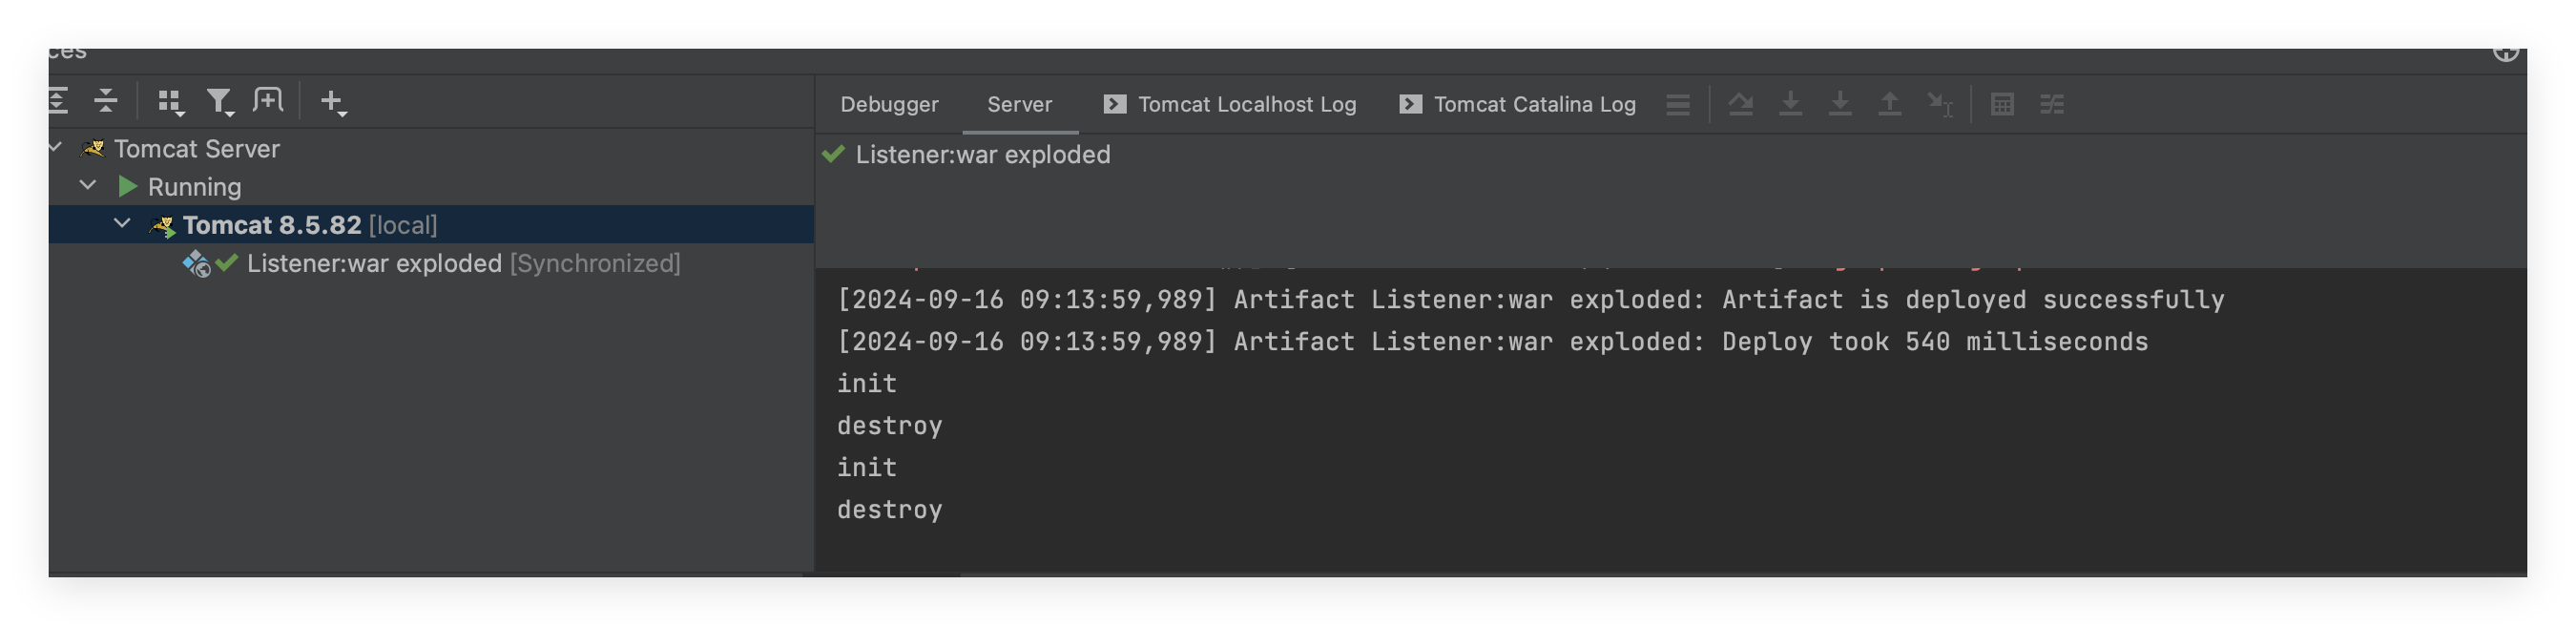 Debugger Server Tomcat Localhost Log Tomcat Catalina Log
Tomcat Server
Running
Tomcat 8.5.82 [local]
Listener:war exploded [Synchronized]
Listener:war exploded
[2024-09-16 09:13:59,989] Artifact Listener:war exploded: Artifact is deployed successfully
[2024-09-16 09:13:59,989] Artifact Listener:war exploded: Deploy took 540 milliseconds
init
destroy
init
destroy